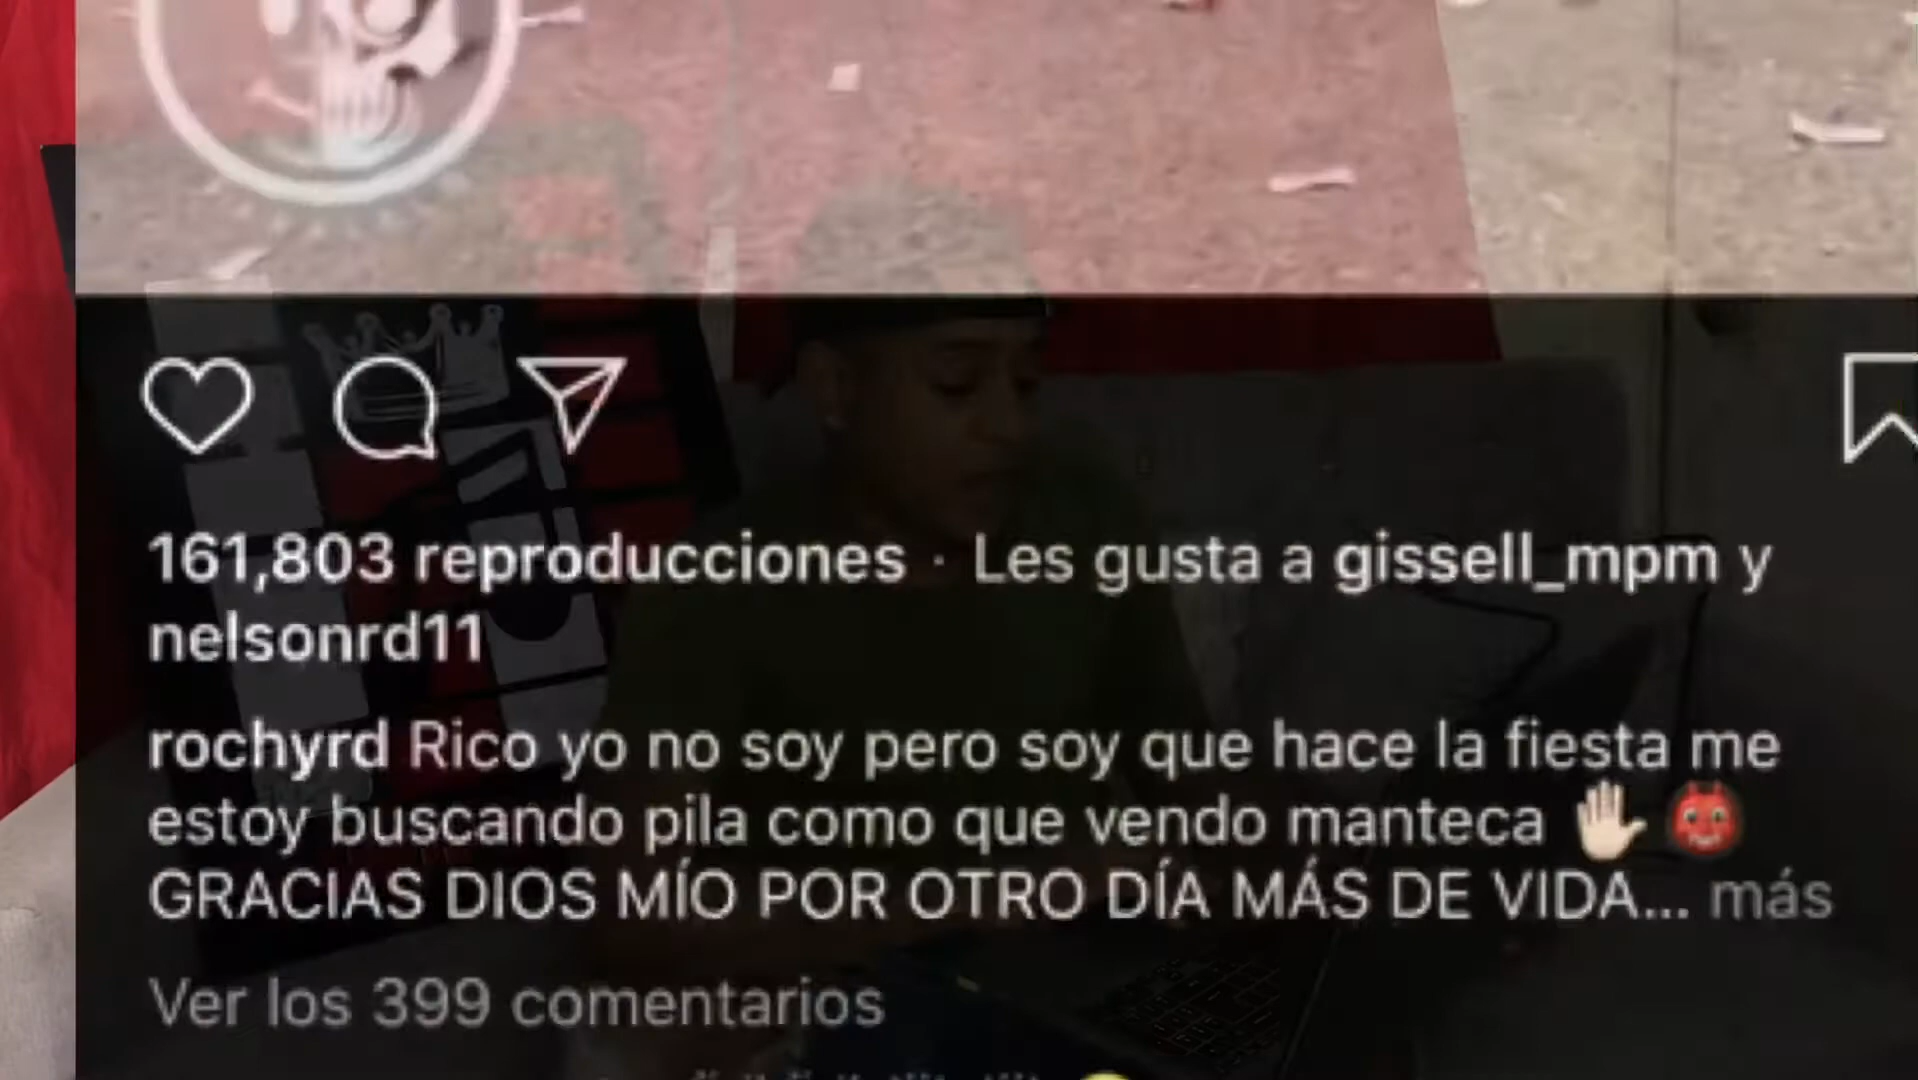 161,803 reproducciones · Les gusta a gissell_mpm y
nelsonrd11
rochyrd Rico yo no soy pero soy que hace la fiesta me
estoy buscando pila como que vendo manteca 🤚🏻 👹
GRACIAS DIOS MÍO POR OTRO DÍA MÁS DE VIDA... más
Ver los 399 comentarios